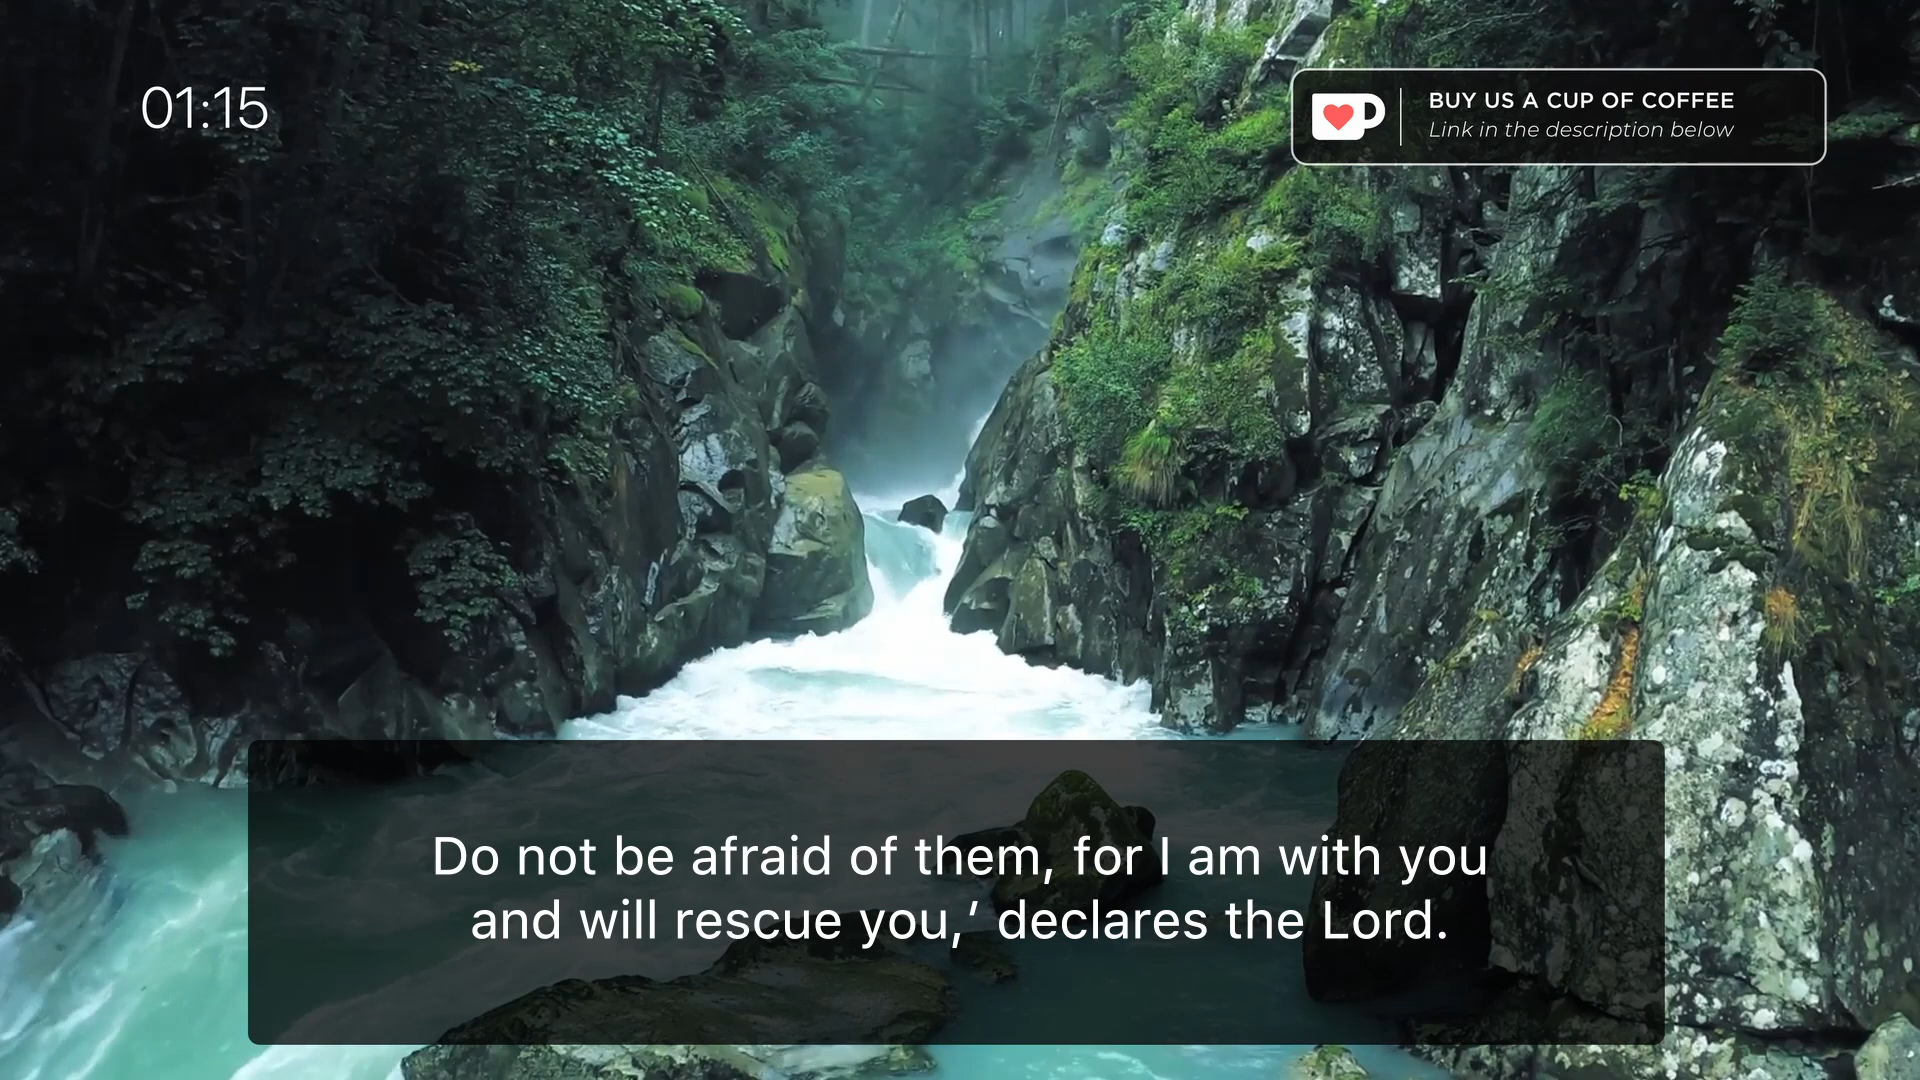 01:15
BUY US A CUP OF COFFEE
Link in the description below
Do not be afraid of them, for I am with you
and will rescue you,’ declares the Lord.